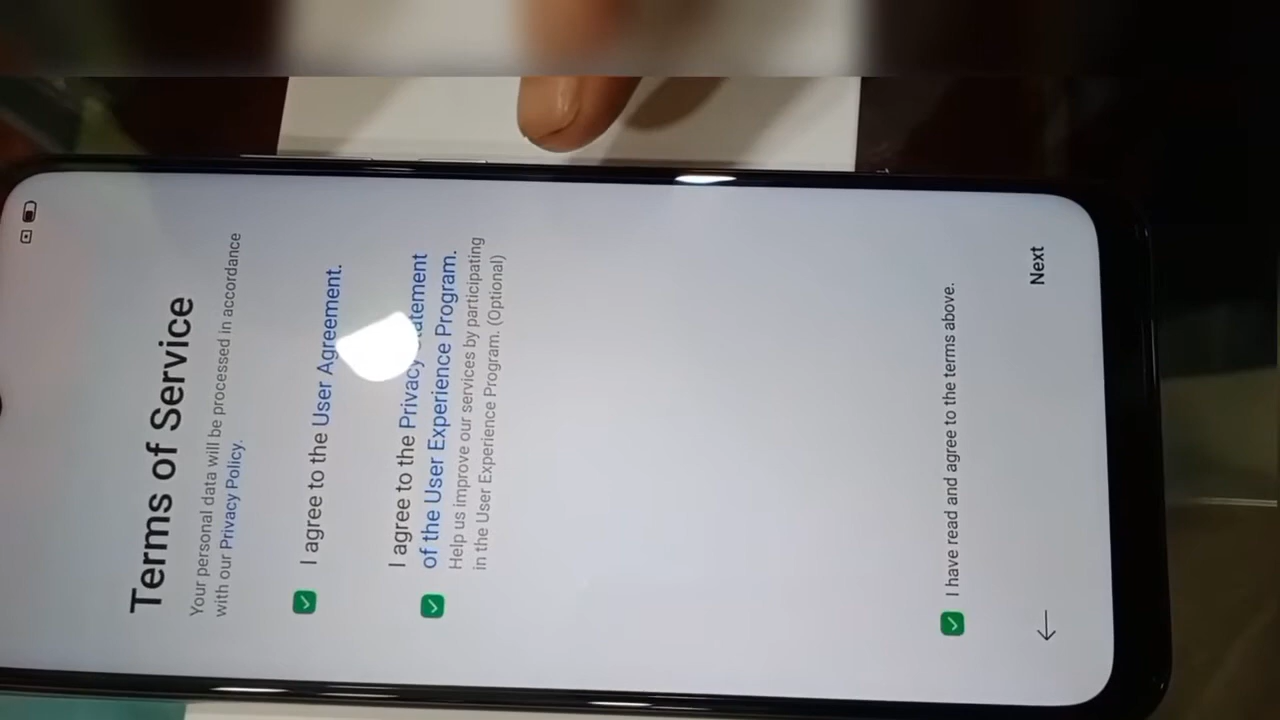 Terms of Service
Your personal data will be processed in accordance
with our Privacy Policy.
I agree to the User Agreement.
I agree to the Privacy Statement
of the User Experience Program.
Help us improve our services by participating
in the User Experience Program. (Optional)
I have read and agree to the terms above.
Next